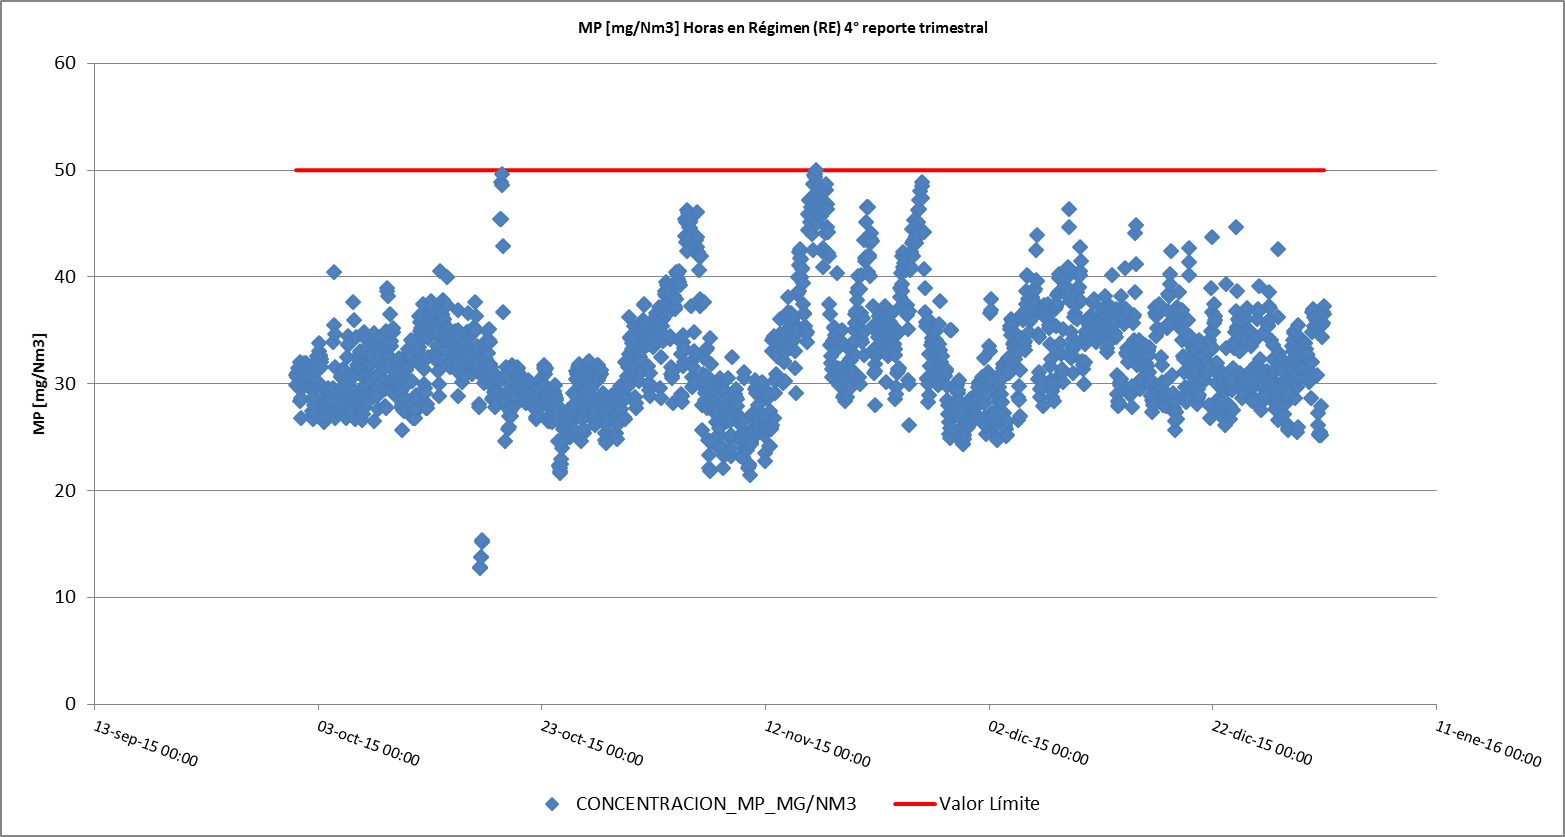 MP [mg/Nm3] Horas en Régimen (RE) 4° reporte trimestral
60
50
40
30
20
10
0
MP [mg/Nm3]
13-sep-15 00:00
03-oct-15 00:00
23-oct-15 00:00
12-nov-15 00:00
02-dic-15 00:00
22-dic-15 00:00
11-ene-16 00:00
CONCENTRACION_MP_MG/NM3
Valor Límite